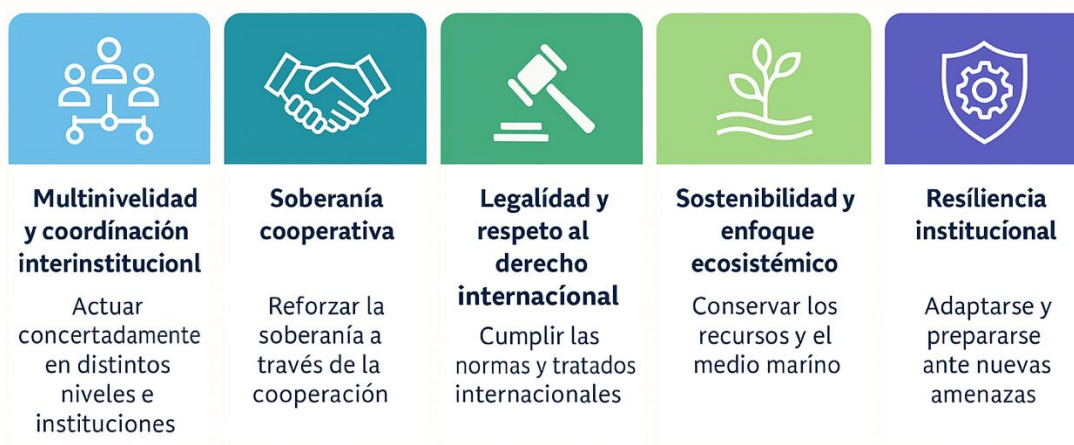 Multinivelidad
y coordínación
interinstitucionl
Actuar
concertadamente
en distintos
niveles e
instituciones
Soberanía
cooperativa
Reforzar la
soberanía a
través de la
cooperación
Legalídad y
respeto al
derecho
internacíonal
Cumplir las
normas y tratados
internacionales
Sostenibilidad y
enfoque
ecosistémico
Conservar los
recursos y el
medio maríno
Resíliencia
institucíonal
Adaptarse y
prepararse
ante nuevas
amenazas